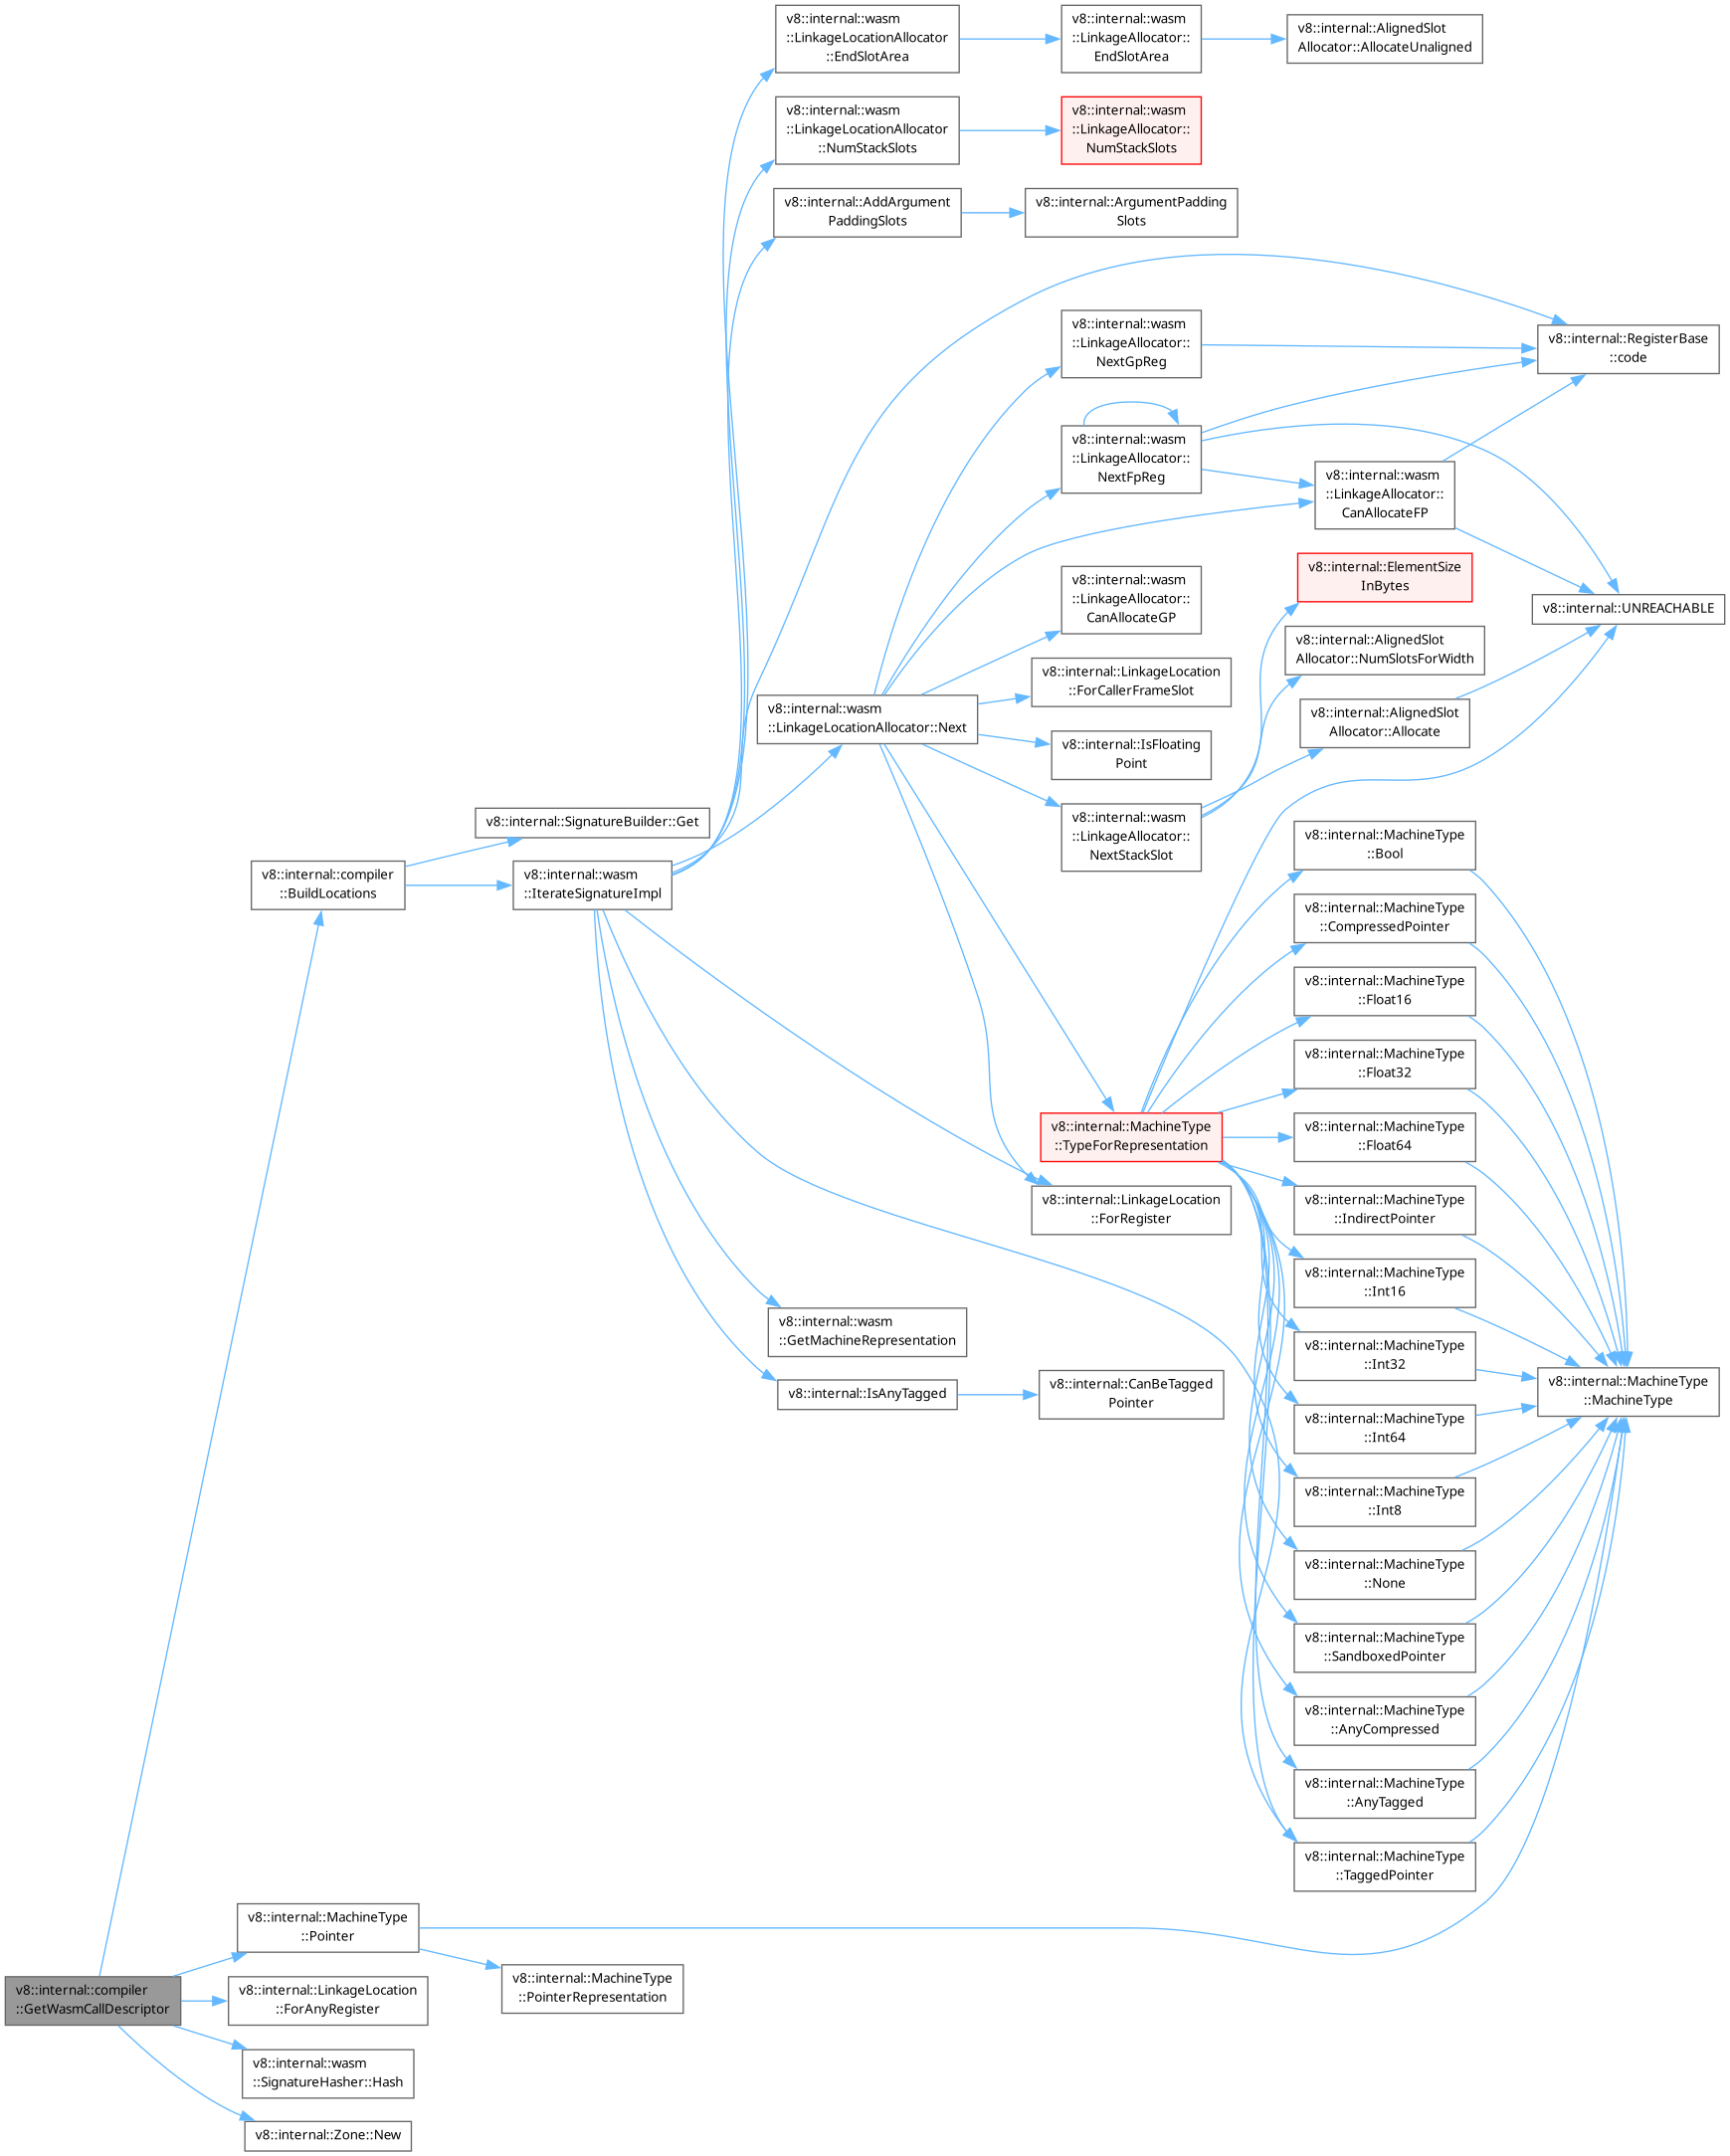 v8::internal::wasm
::LinkageLocationAllocator
::EndSlotArea
v8::internal::wasm
::LinkageAllocator::
EndSlotArea
v8::internal::AlignedSlot
Allocator::AllocateUnaligned
v8::internal::wasm
::LinkageLocationAllocator
::NumStackSlots
v8::internal::wasm
::LinkageAllocator::
NumStackSlots
v8::internal::AddArgument
PaddingSlots
v8::internal::ArgumentPadding
Slots
v8::internal::wasm
::LinkageAllocator::
NextGpReg
v8::internal::RegisterBase
::code
v8::internal::wasm
::LinkageAllocator::
NextFpReg
v8::internal::wasm
::LinkageAllocator::
CanAllocateFP
v8::internal::wasm
::LinkageAllocator::
CanAllocateGP
v8::internal::ElementSize
InBytes
v8::internal::UNREACHABLE
v8::internal::AlignedSlot
Allocator::NumSlotsForWidth
v8::internal::LinkageLocation
::ForCallerFrameSlot
v8::internal::wasm
::LinkageLocationAllocator::Next
v8::internal::AlignedSlot
Allocator::Allocate
v8::internal::IsFloating
Point
v8::internal::wasm
::LinkageAllocator::
NextStackSlot
v8::internal::SignatureBuilder::Get
v8::internal::MachineType
::Bool
v8::internal::compiler
::BuildLocations
v8::internal::wasm
::IterateSignatureImpl
v8::internal::MachineType
::CompressedPointer
v8::internal::MachineType
::Float16
v8::internal::MachineType
::Float32
v8::internal::MachineType
::TypeForRepresentation
v8::internal::MachineType
::Float64
v8::internal::LinkageLocation
::ForRegister
v8::internal::MachineType
::IndirectPointer
v8::internal::MachineType
::Int16
v8::internal::wasm
::GetMachineRepresentation
v8::internal::MachineType
::Int32
v8::internal::IsAnyTagged
v8::internal::CanBeTagged
Pointer
v8::internal::MachineType
::MachineType
v8::internal::MachineType
::Int64
v8::internal::MachineType
::Int8
v8::internal::MachineType
::None
v8::internal::MachineType
::SandboxedPointer
v8::internal::MachineType
::AnyCompressed
v8::internal::MachineType
::AnyTagged
v8::internal::MachineType
::TaggedPointer
v8::internal::MachineType
::Pointer
v8::internal::MachineType
::PointerRepresentation
v8::internal::compiler
::GetWasmCallDescriptor
v8::internal::LinkageLocation
::ForAnyRegister
v8::internal::wasm
::SignatureHasher::Hash
v8::internal::Zone::New